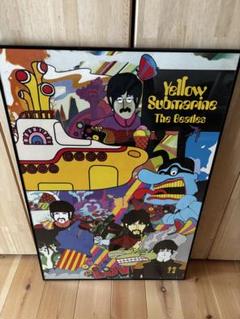 Yellow
Submarine
The Beatles